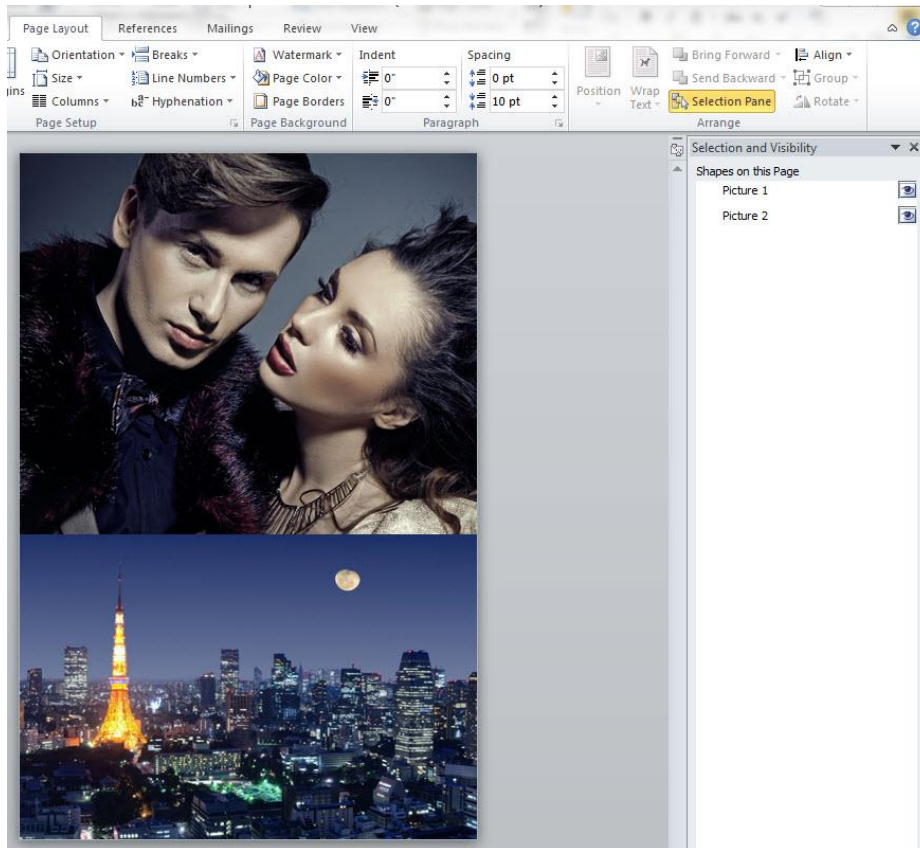 Page Layout References Mailings Review View
Orientation Breaks Watermark Indent Spacing Bring Forward Align
Size Line Numbers Page Color 0" 0 pt Position Wrap Text Send Backward Group
Columns Hyphenation Page Borders 0" 10 pt Selection Pane Rotate
Page Setup Page Background Paragraph Arrange
Selection and Visibility
Shapes on this Page
Picture 1
Picture 2